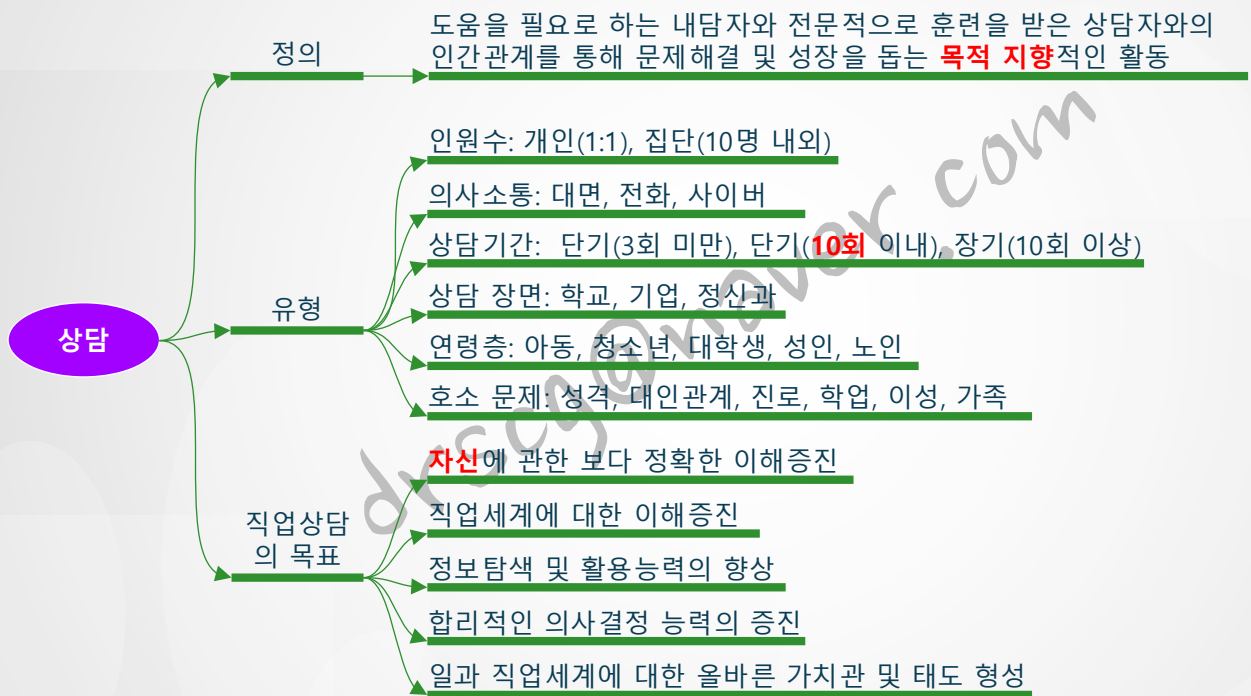 상담
정의
도움을 필요로 하는 내담자와 전문적으로 훈련을 받은 상담자와의
인간관계를 통해 문제해결 및 성장을 돕는 목적 지향적인 활동
유형
인원수: 개인(1:1), 집단(10명 내외)
의사소통: 대면, 전화, 사이버
상담기간: 단기(3회 미만), 단기(10회 이내), 장기(10회 이상)
상담 장면: 학교, 기업, 정신과
연령층: 아동, 청소년, 대학생, 성인, 노인
호소 문제: 성격, 대인관계, 진로, 학업, 이성, 가족
직업상담
의 목표
자신에 관한 보다 정확한 이해증진
직업세계에 대한 이해증진
정보탐색 및 활용능력의 향상
합리적인 의사결정 능력의 증진
일과 직업세계에 대한 올바른 가치관 및 태도 형성
drscg@naver.com